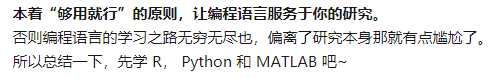 本着“够用就行”的原则，让编程语言服务于你的研究。
否则编程语言的学习之路无穷无尽也，偏离了研究本身那就有点尴尬了。
所以总结一下，先学 R， Python 和 MATLAB 吧~